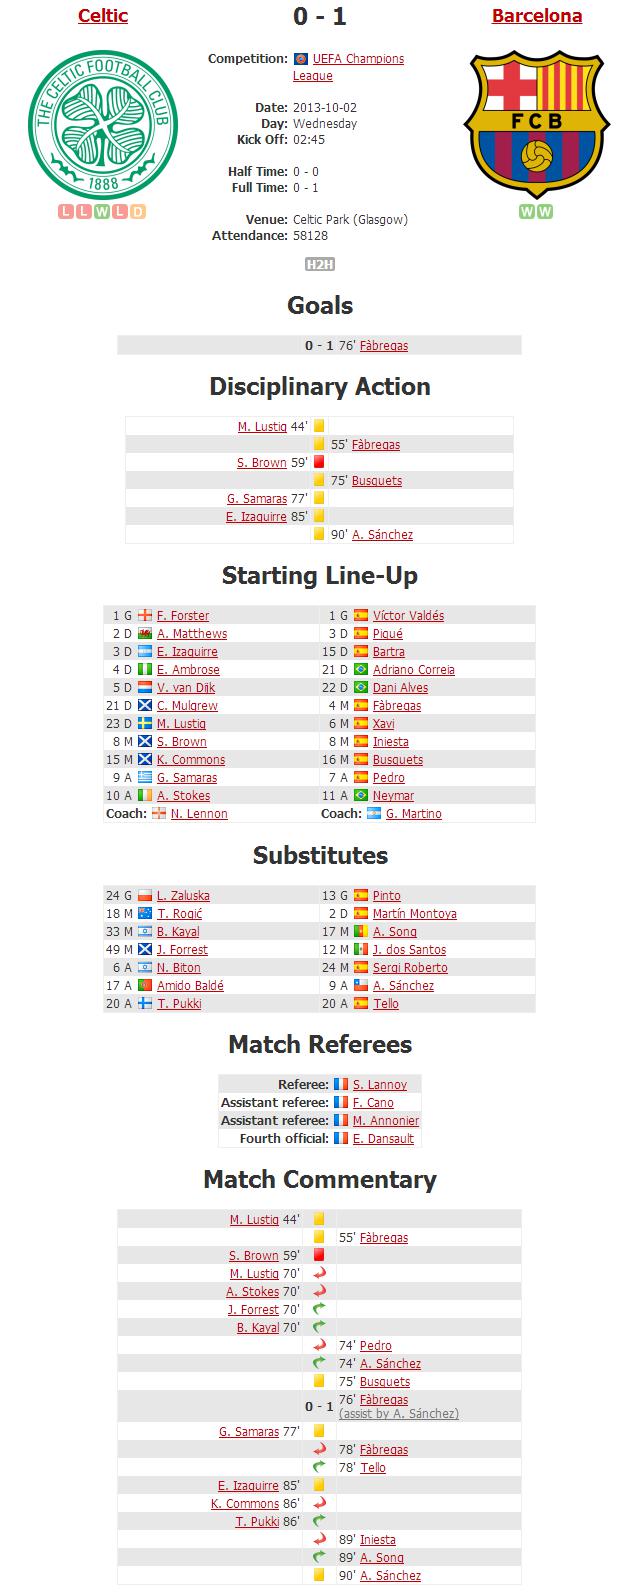 Celtic
0 - 1
Barcelona
THE CELTIC FOOTBALL CLUB
1888
F C B
L L W L D
W W
Competition: UEFA Champions
League
Date: 2013-10-02
Day: Wednesday
Kick Off: 02:45
Half Time: 0 - 0
Full Time: 0 - 1
Venue: Celtic Park (Glasgow)
Attendance: 58128
H2H
Goals
0 - 1 76' Fàbregas
Disciplinary Action
M. Lustig 44'
55' Fàbregas
S. Brown 59'
75' Busquets
G. Samaras 77'
E. Izaguirre 85'
90' A. Sánchez
Starting Line-Up
1 G F. Forster 1 G Víctor Valdés
2 D A. Matthews 3 D Piqué
3 D E. Izaguirre 15 D Bartra
4 D E. Ambrose 21 D Adriano Correia
5 D V. van Dijk 22 D Dani Alves
21 D C. Mulgrew 4 M Fàbregas
23 D M. Lustig 6 M Xavi
8 M S. Brown 8 M Iniesta
15 M K. Commons 16 M Busquets
9 A G. Samaras 7 A Pedro
10 A A. Stokes 11 A Neymar
Coach: N. Lennon Coach: G. Martino
Substitutes
24 G L. Zaluska 13 G Pinto
18 M T. Rogić 2 D Martín Montoya
33 M B. Kayal 17 M A. Song
49 M J. Forrest 12 M J. dos Santos
6 A N. Biton 24 M Sergi Roberto
17 A Amido Baldé 9 A A. Sánchez
20 A T. Pukki 20 A Tello
Match Referees
Referee: S. Lannoy
Assistant referee: F. Cano
Assistant referee: M. Annonier
Fourth official: E. Dansault
Match Commentary
M. Lustig 44'
55' Fàbregas
S. Brown 59'
M. Lustig 70'
A. Stokes 70'
J. Forrest 70'
B. Kayal 70'
74' Pedro
74' A. Sánchez
75' Busquets
0 - 1 76' Fàbregas
(assist by A. Sánchez)
G. Samaras 77'
78' Fàbregas
78' Tello
E. Izaguirre 85'
K. Commons 86'
T. Pukki 86'
89' Iniesta
89' A. Song
90' A. Sánchez